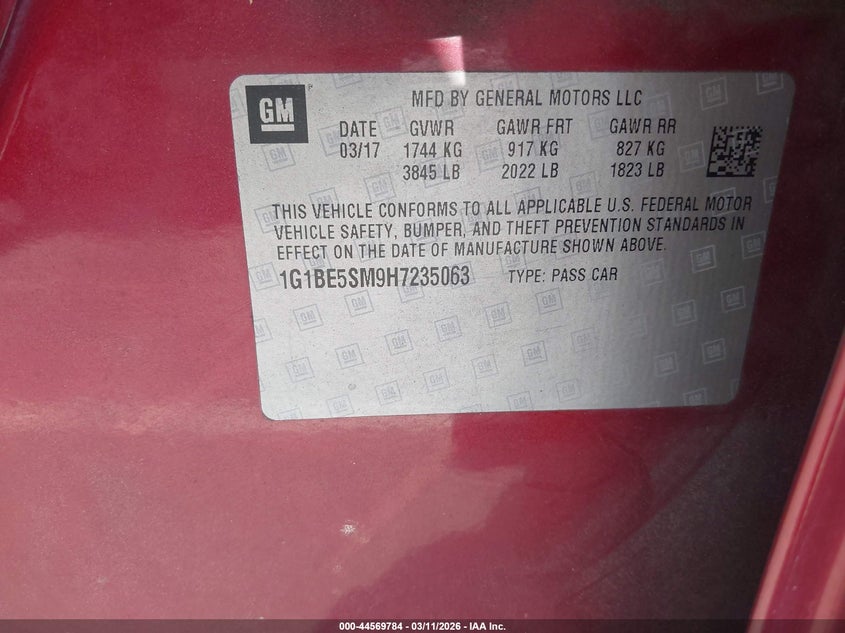 GM
MFD BY GENERAL MOTORS LLC
DATE GVWR GAWR FRT GAWR RR
03/17 1744 KG 917 KG 827 KG
3845 LB 2022 LB 1823 LB
THIS VEHICLE CONFORMS TO ALL APPLICABLE U.S. FEDERAL MOTOR
VEHICLE SAFETY, BUMPER, AND THEFT PREVENTION STANDARDS IN
EFFECT ON THE DATE OF MANUFACTURE SHOWN ABOVE.
1G1BE5SM9H7235063 TYPE: PASS CAR
000-44569784 - 03/11/2026 - IAA Inc.